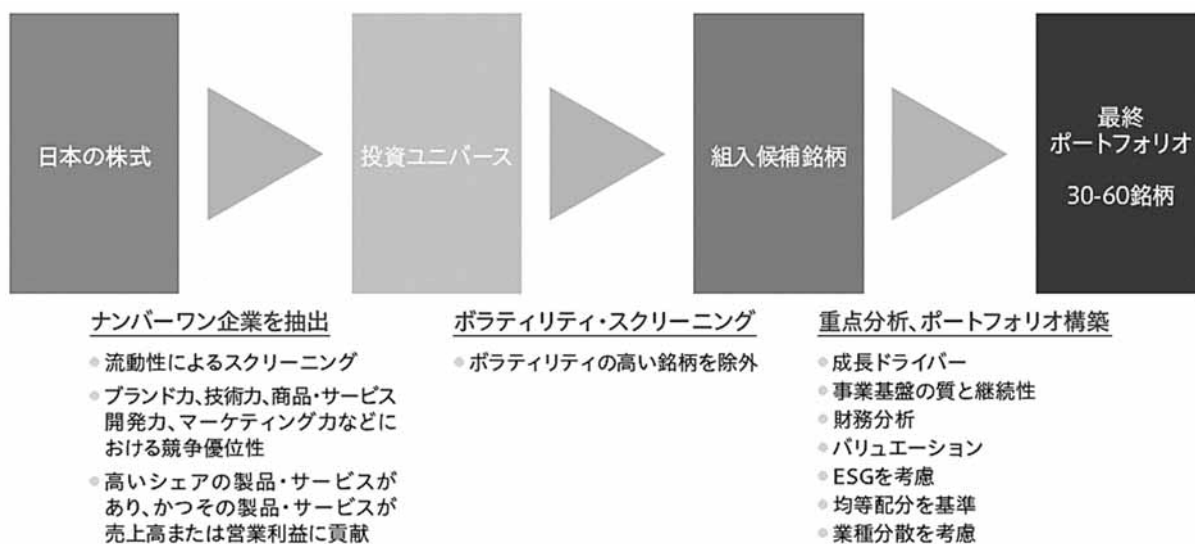 日本の株式
投資ユニバース
組入候補銘柄
最終
ポートフォリオ
30-60銘柄
ナンバーワン企業を抽出
●流動性によるスクリーニング
●ブランド力、技術力、商品・サービス
開発力、マーケティング力などに
おける競争優位性
●高いシェアの製品・サービスが
あり、かつその製品・サービスが
売上高または営業利益に貢献
ボラティリティ・スクリーニング
●ボラティリティの高い銘柄を除外
重点分析、ポートフォリオ構築
●成長ドライバー
●事業基盤の質と継続性
●財務分析
●バリュエーション
●ESGを考慮
●均等配分を基準
●業種分散を考慮